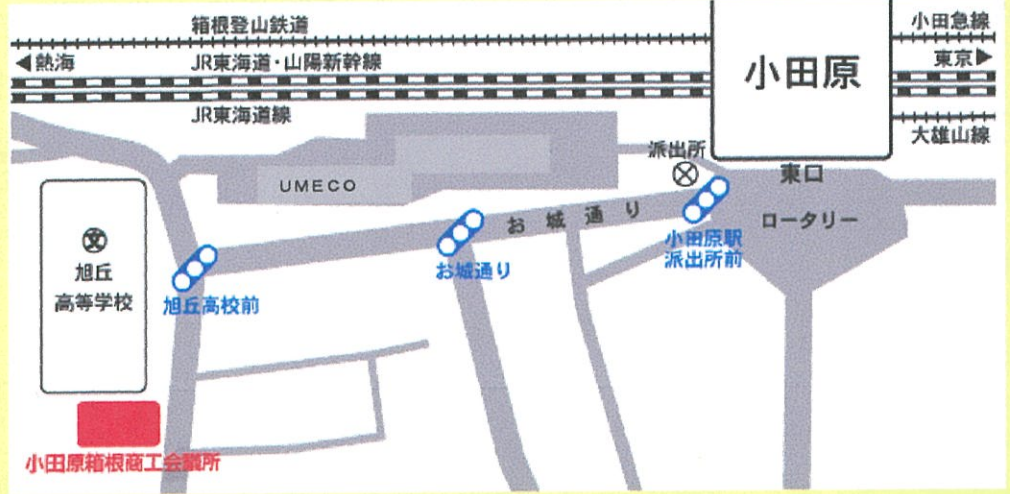 箱根登山鉄道
小田急線
◀熱海
JR東海道・山陽新幹線
小田原
東京▶
JR東海道線
大雄山線
派出所
東口
UMECO
お城通り
ロータリー
小田原駅
派出所前
お城通り
文
旭丘
高等学校
旭丘高校前
小田原箱根商工会議所